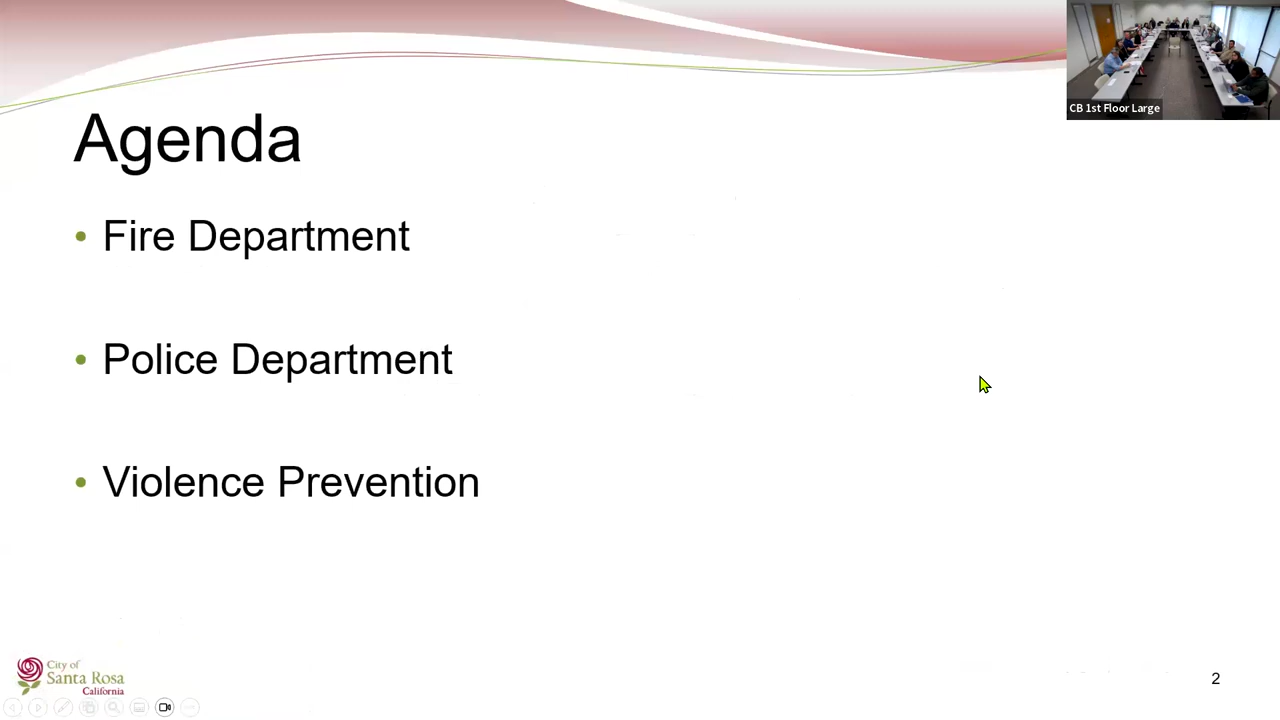 CB 1st Floor Large
Agenda
• Fire Department
• Police Department
• Violence Prevention
City of
Santa Rosa
California
2